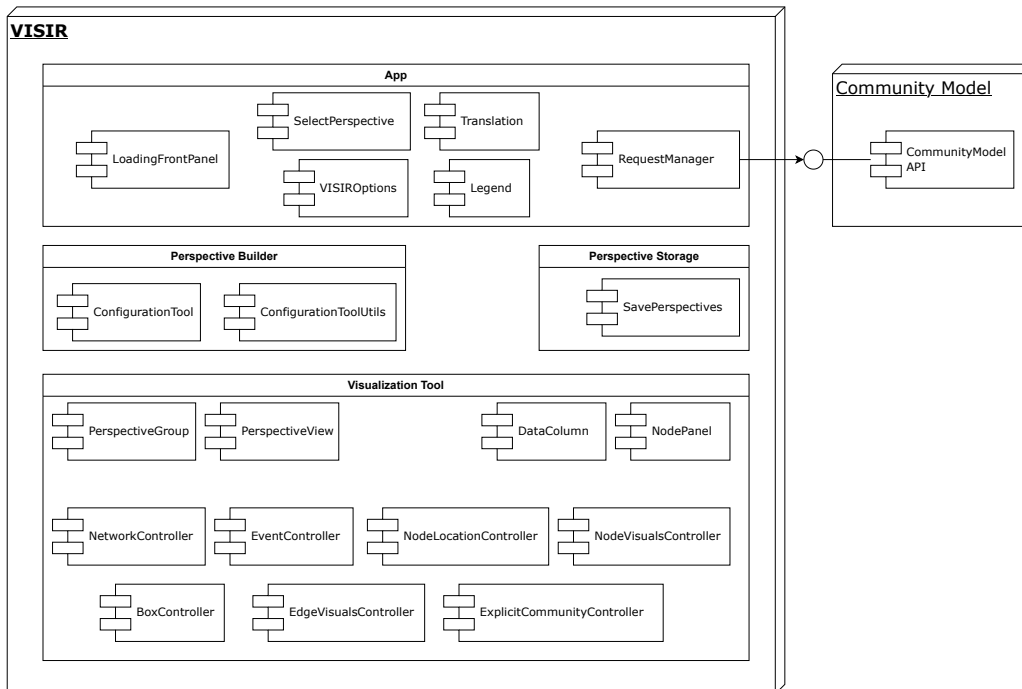 VISIR
App
LoadingFrontPanel
SelectPerspective
Translation
VISIROptions
Legend
RequestManager
Community Model
CommunityModel
API
Perspective Builder
ConfigurationTool
ConfigurationToolUtils
Perspective Storage
SavePerspectives
Visualization Tool
PerspectiveGroup
PerspectiveView
DataColumn
NodePanel
NetworkController
EventController
NodeLocationController
NodeVisualsController
BoxController
EdgeVisualsController
ExplicitCommunityController